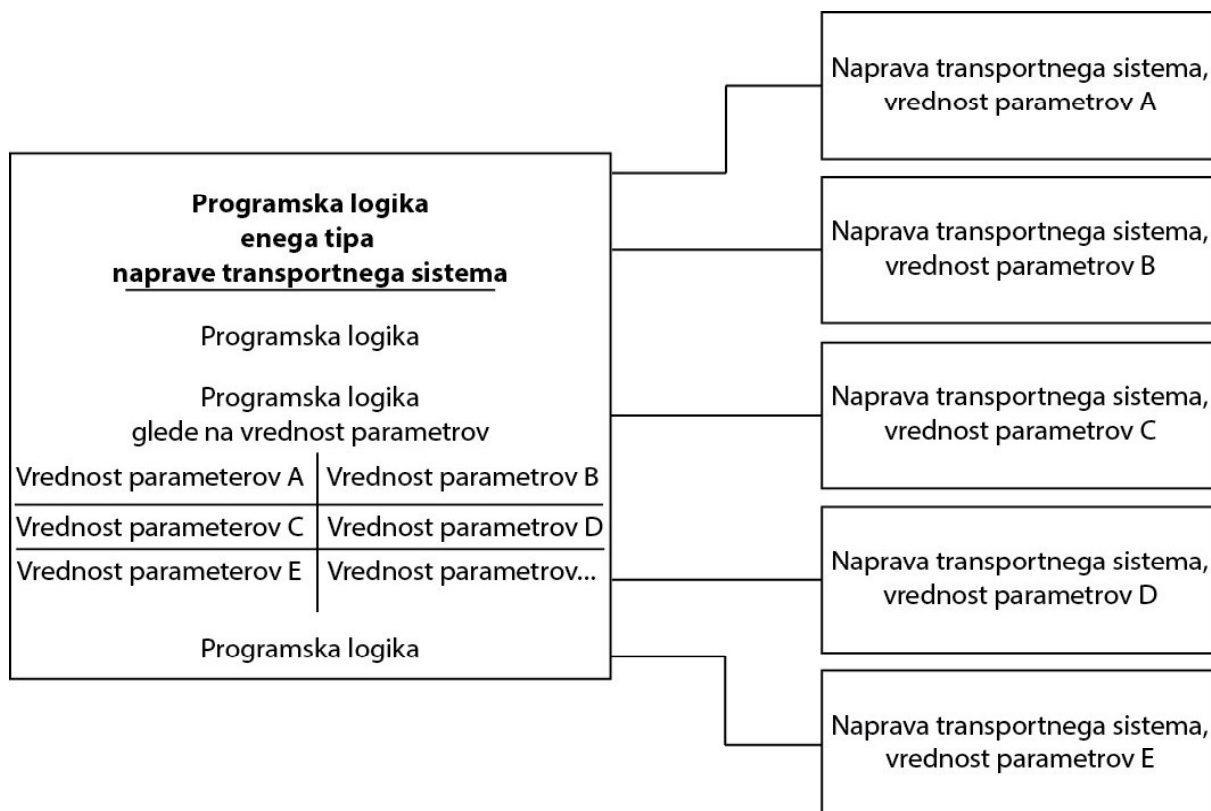 Programska logika
enega tipa
naprave transportnega sistema
Programska logika
Programska logika
glede na vrednost parametrov
Vrednost parameterov A
Vrednost parametrov B
Vrednost parameterov C
Vrednost parametrov D
Vrednost parameterov E
Vrednost parametrov...
Programska logika
Naprava transportnega sistema,
vrednost parametrov A
Naprava transportnega sistema,
vrednost parametrov B
Naprava transportnega sistema,
vrednost parametrov C
Naprava transportnega sistema,
vrednost parametrov D
Naprava transportnega sistema,
vrednost parametrov E